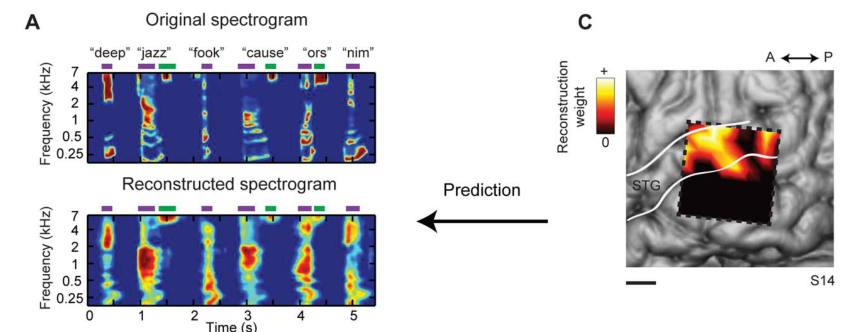 A
Original spectrogram
“deep” “jazz” “fook” “cause” “ors” “nim”
Frequency (kHz)
7
4
2
1
0.5
0.25
Reconstructed spectrogram
Frequency (kHz)
7
4
2
1
0.5
0.25
0 1 2 3 4 5
Time (s)
Prediction
C
A P
Reconstruction
weight
+
0
STG
S14